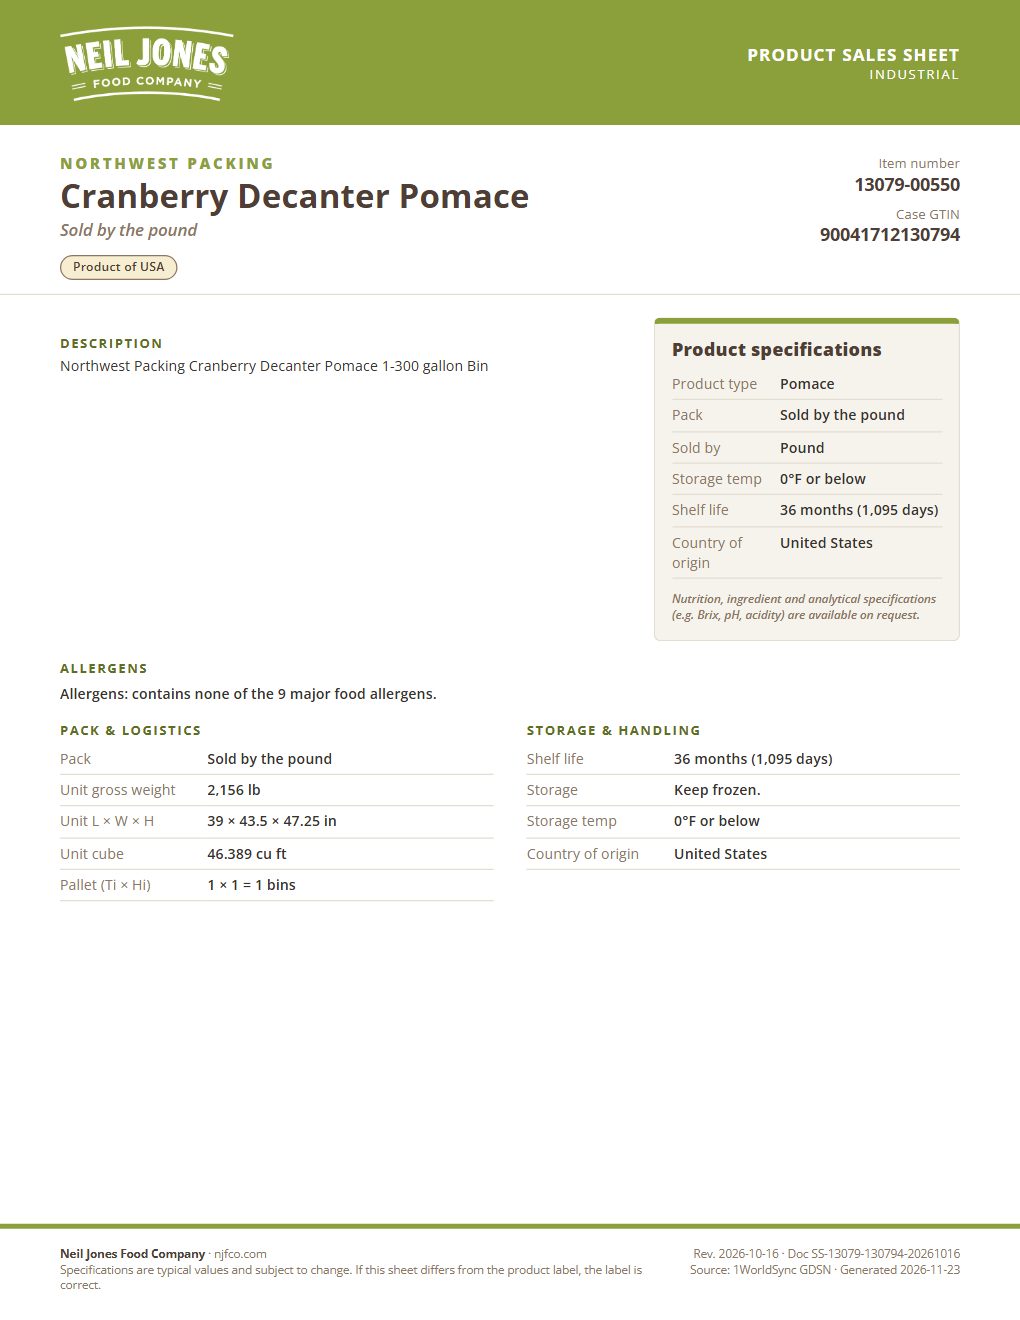 NEIL JONES
FOOD COMPANY
PRODUCT SALES SHEET
INDUSTRIAL
NORTHWEST PACKING
Cranberry Decanter Pomace
Sold by the pound
Product of USA
Item number
13079-00550
Case GTIN
90041712130794
DESCRIPTION
Northwest Packing Cranberry Decanter Pomace 1-300 gallon Bin
Product specifications
Product type Pomace
Pack Sold by the pound
Sold by Pound
Storage temp 0°F or below
Shelf life 36 months (1,095 days)
Country of United States
origin
Nutrition, ingredient and analytical specifications
(e.g. Brix, pH, acidity) are available on request.
ALLERGENS
Allergens: contains none of the 9 major food allergens.
PACK & LOGISTICS
Pack Sold by the pound
Unit gross weight 2,156 lb
Unit L × W × H 39 × 43.5 × 47.25 in
Unit cube 46.389 cu ft
Pallet (Ti × Hi) 1 × 1 = 1 bins
STORAGE & HANDLING
Shelf life 36 months (1,095 days)
Storage Keep frozen.
Storage temp 0°F or below
Country of origin United States
Neil Jones Food Company · njfco.com
Specifications are typical values and subject to change. If this sheet differs from the product label, the label is
correct.
Rev. 2026-10-16 · Doc SS-13079-130794-20261016
Source: 1WorldSync GDSN · Generated 2026-11-23